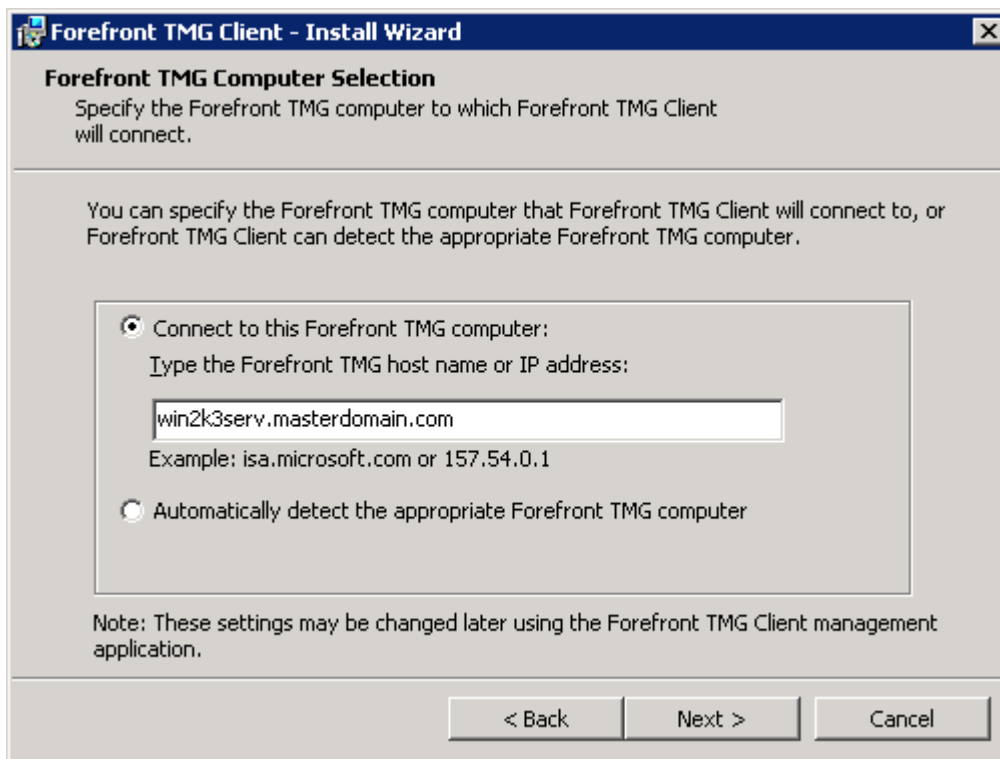 Forefront TMG Client - Install Wizard
Forefront TMG Computer Selection
Specify the Forefront TMG computer to which Forefront TMG Client
will connect.
You can specify the Forefront TMG computer that Forefront TMG Client will connect to, or
Forefront TMG Client can detect the appropriate Forefront TMG computer.
Connect to this Forefront TMG computer:
Type the Forefront TMG host name or IP address:
win2k3serv.masterdomain.com
Example: isa.microsoft.com or 157.54.0.1
Automatically detect the appropriate Forefront TMG computer
Note: These settings may be changed later using the Forefront TMG Client management
application.
< Back Next > Cancel